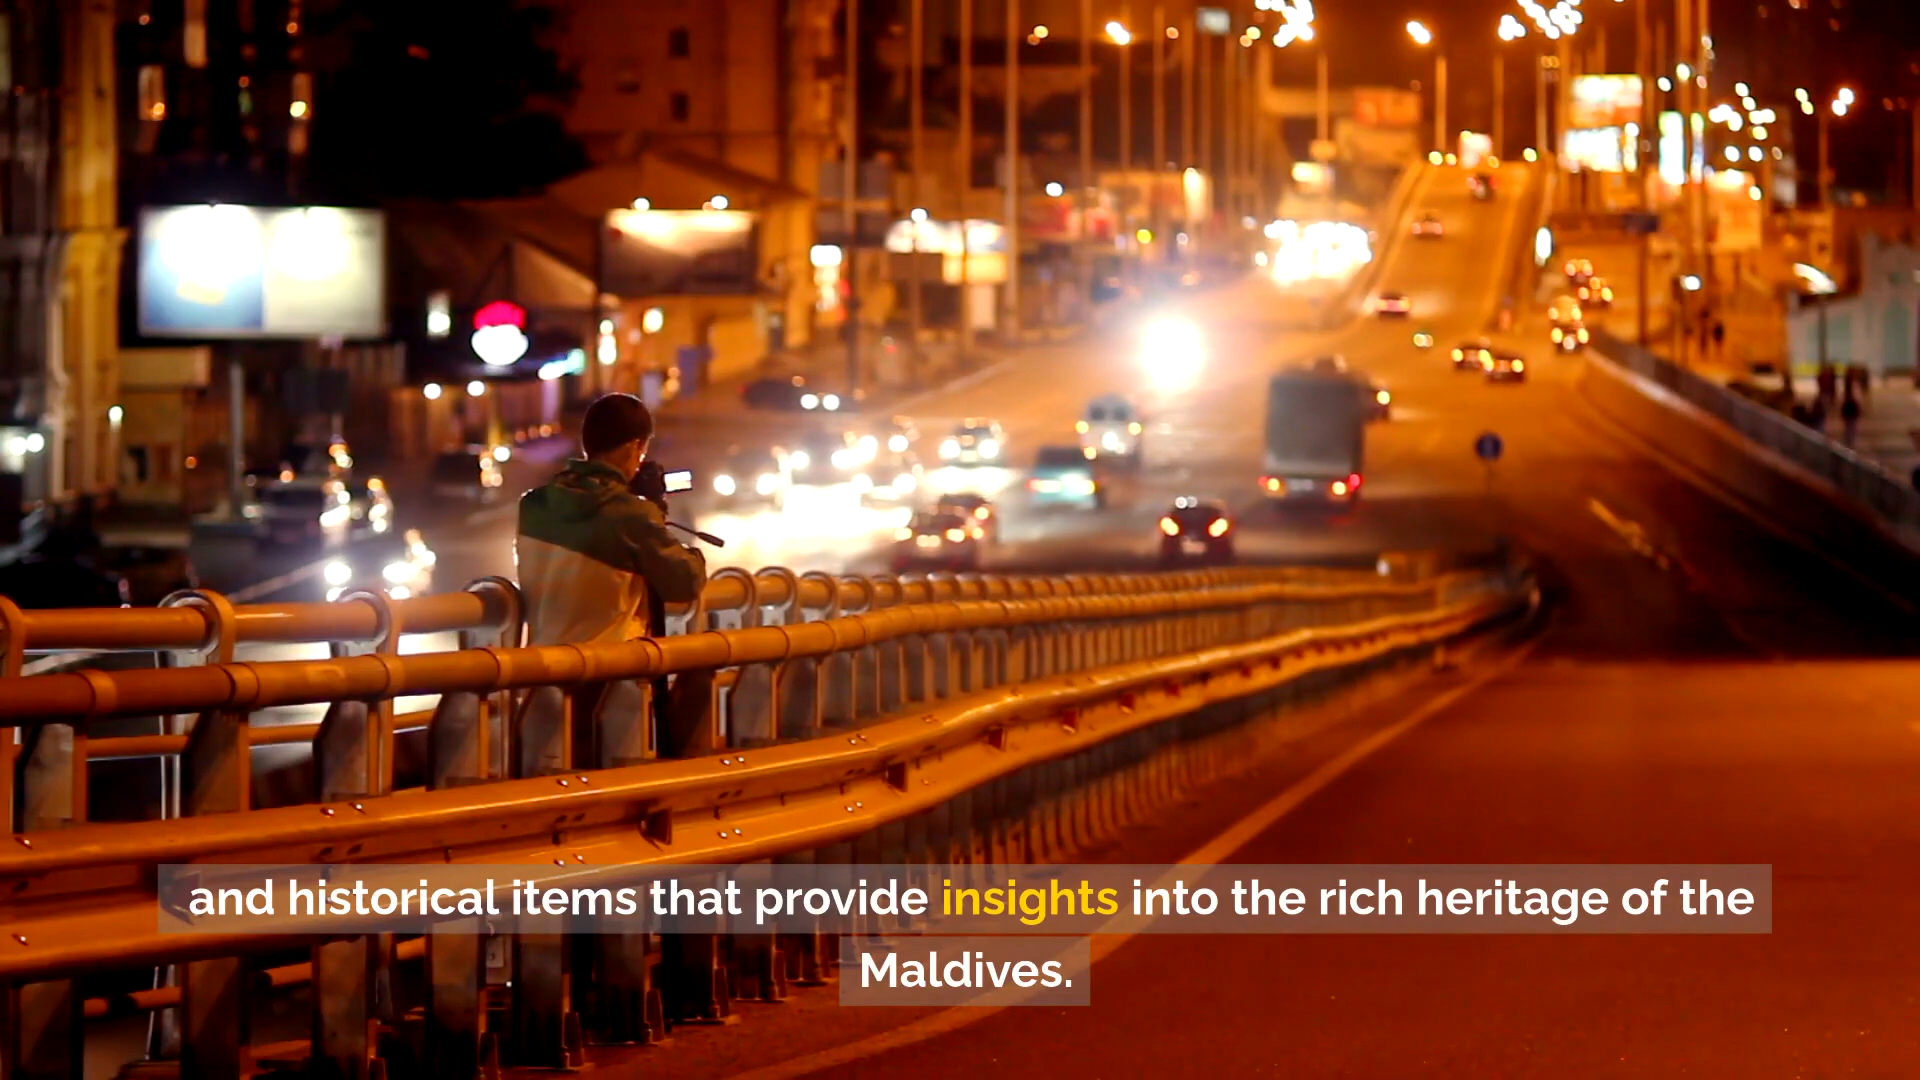 and historical items that provide insights into the rich heritage of the
Maldives.